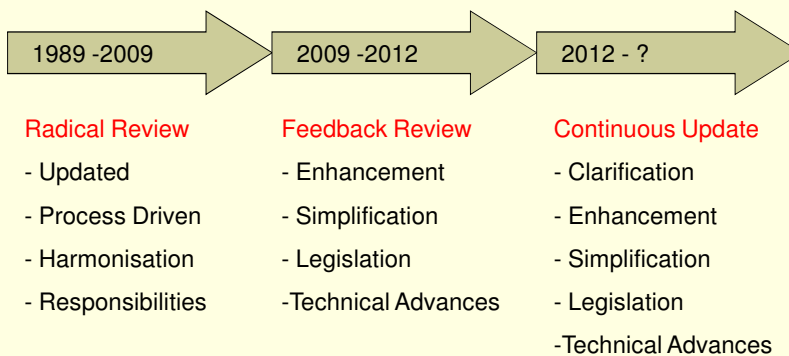 1989 -2009
2009 -2012
2012 - ?
Radical Review
- Updated
- Process Driven
- Harmonisation
- Responsibilities
Feedback Review
- Enhancement
- Simplification
- Legislation
-Technical Advances
Continuous Update
- Clarification
- Enhancement
- Simplification
- Legislation
-Technical Advances